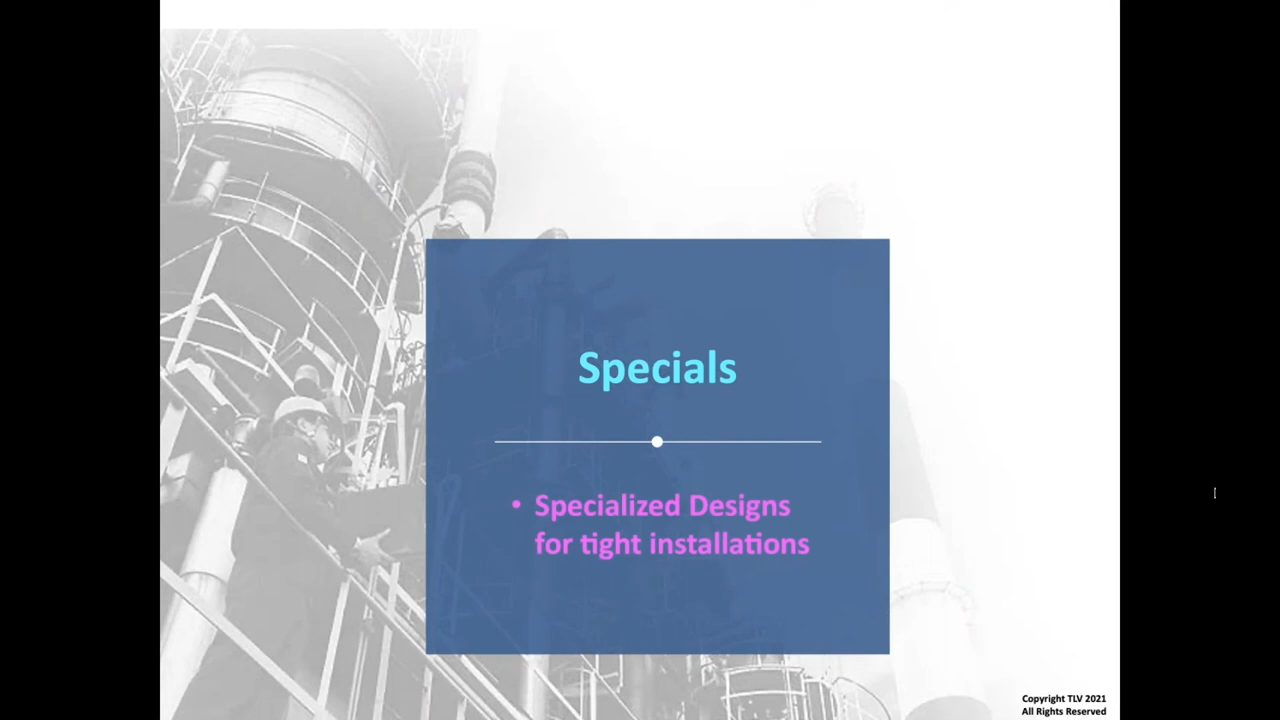 Specials
• Specialized Designs
for tight installations
Copyright TLV 2021
All Rights Reserved